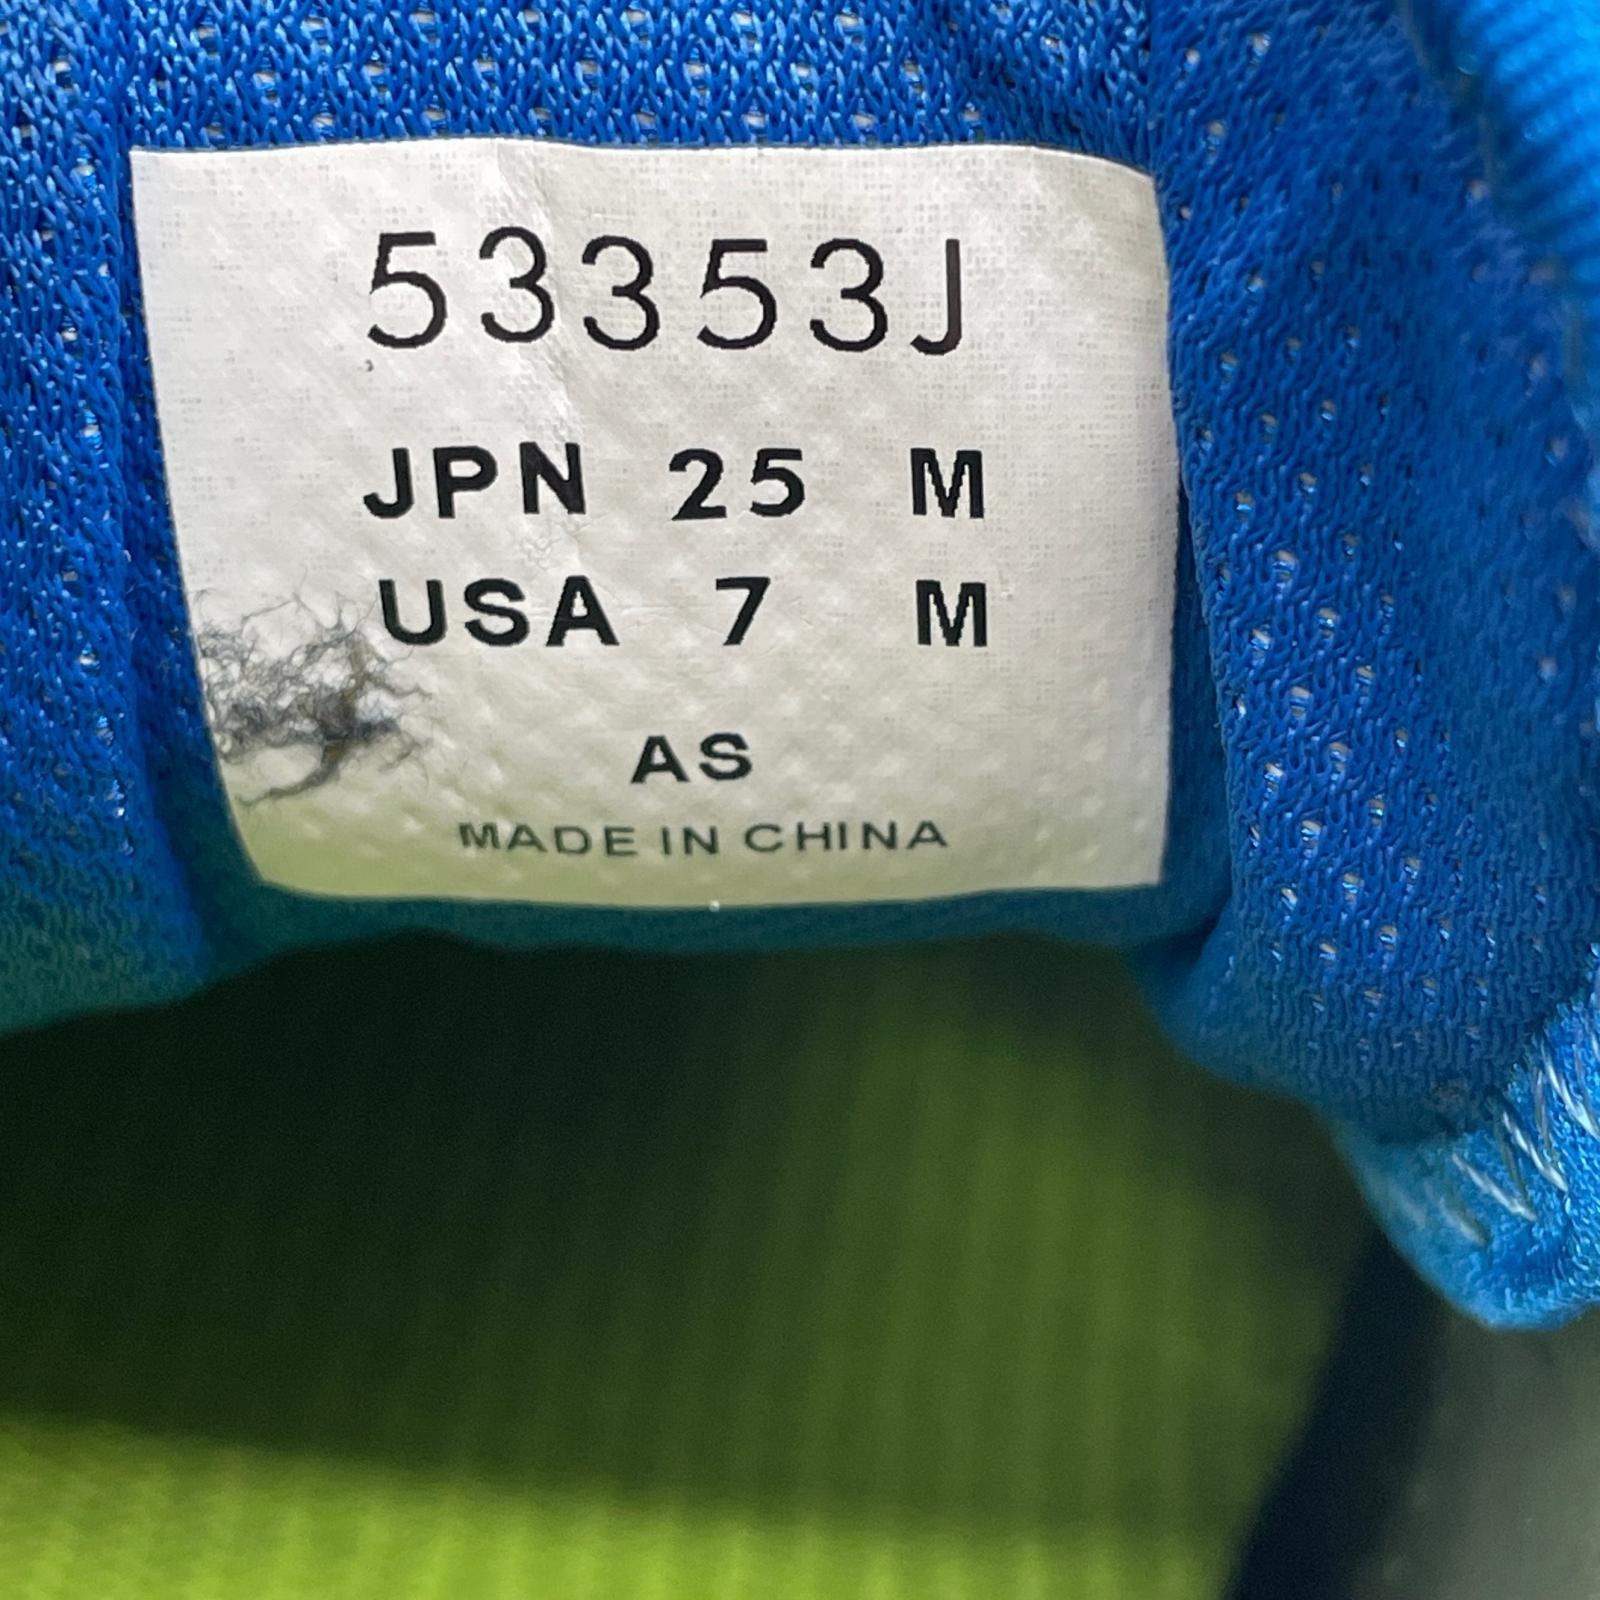 53353J
JPN 25 M
USA 7 M
AS
MADE IN CHINA